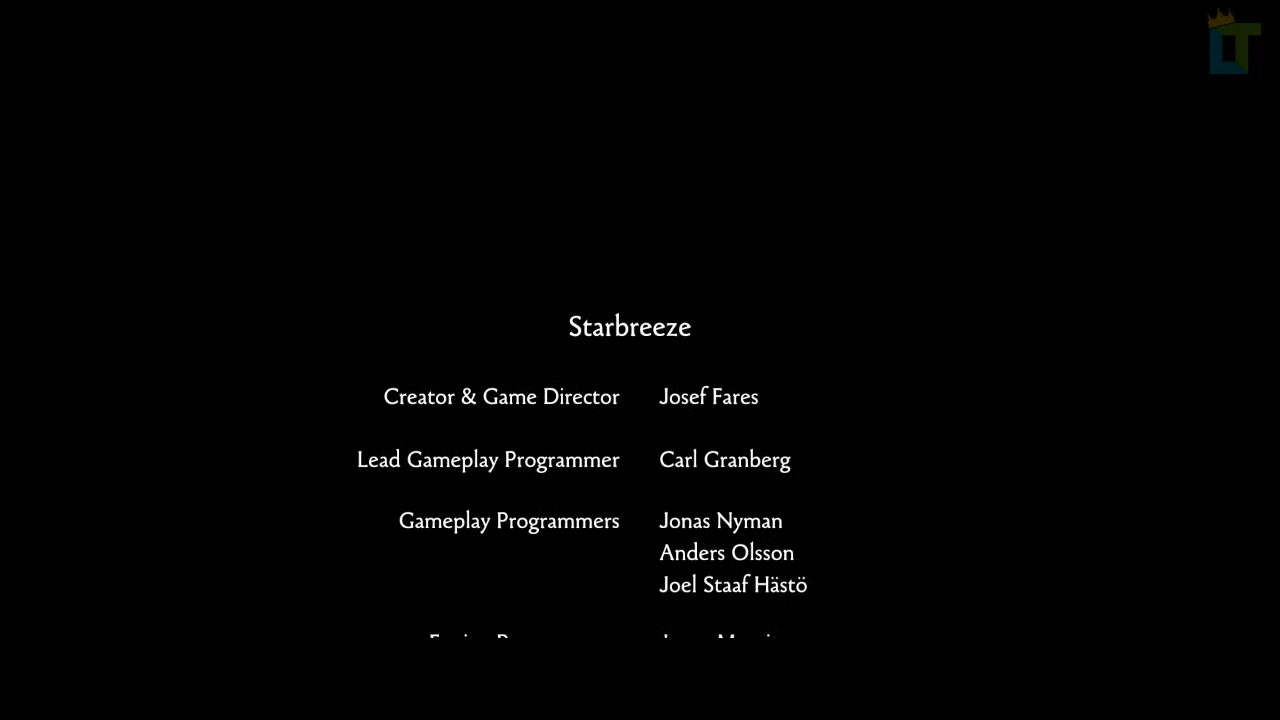 LT
Starbreeze
Creator & Game Director Josef Fares
Lead Gameplay Programmer Carl Granberg
Gameplay Programmers Jonas Nyman
Anders Olsson
Joel Staaf Hästö